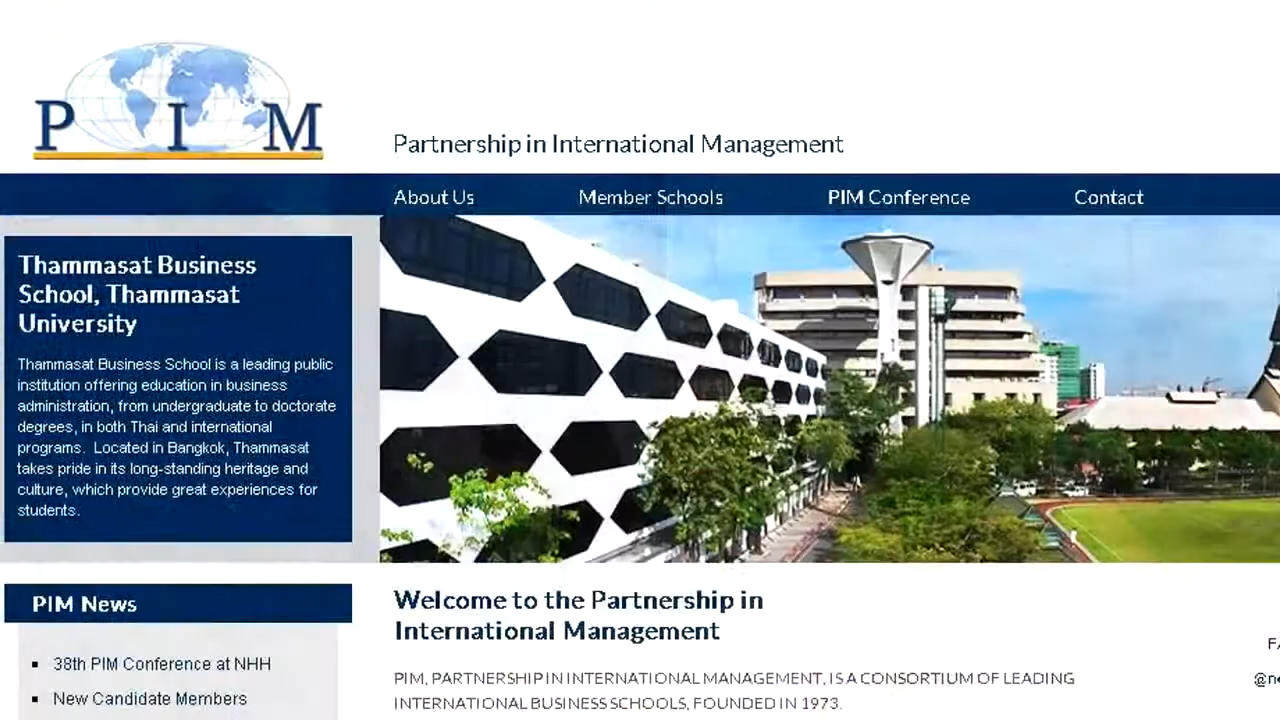 P I M
Partnership in International Management
About Us
Member Schools
PIM Conference
Contact
Thammasat Business
School, Thammasat
University
Thammasat Business School is a leading public
institution offering education in business
administration, from undergraduate to doctorate
degrees, in both Thai and international
programs. Located in Bangkok, Thammasat
takes pride in its long-standing heritage and
culture, which provide great experiences for
students.
PIM News
38th PIM Conference at NHH
New Candidate Members
Welcome to the Partnership in
International Management
PIM, PARTNERSHIP IN INTERNATIONAL MANAGEMENT, IS A CONSORTIUM OF LEADING
INTERNATIONAL BUSINESS SCHOOLS, FOUNDED IN 1973.